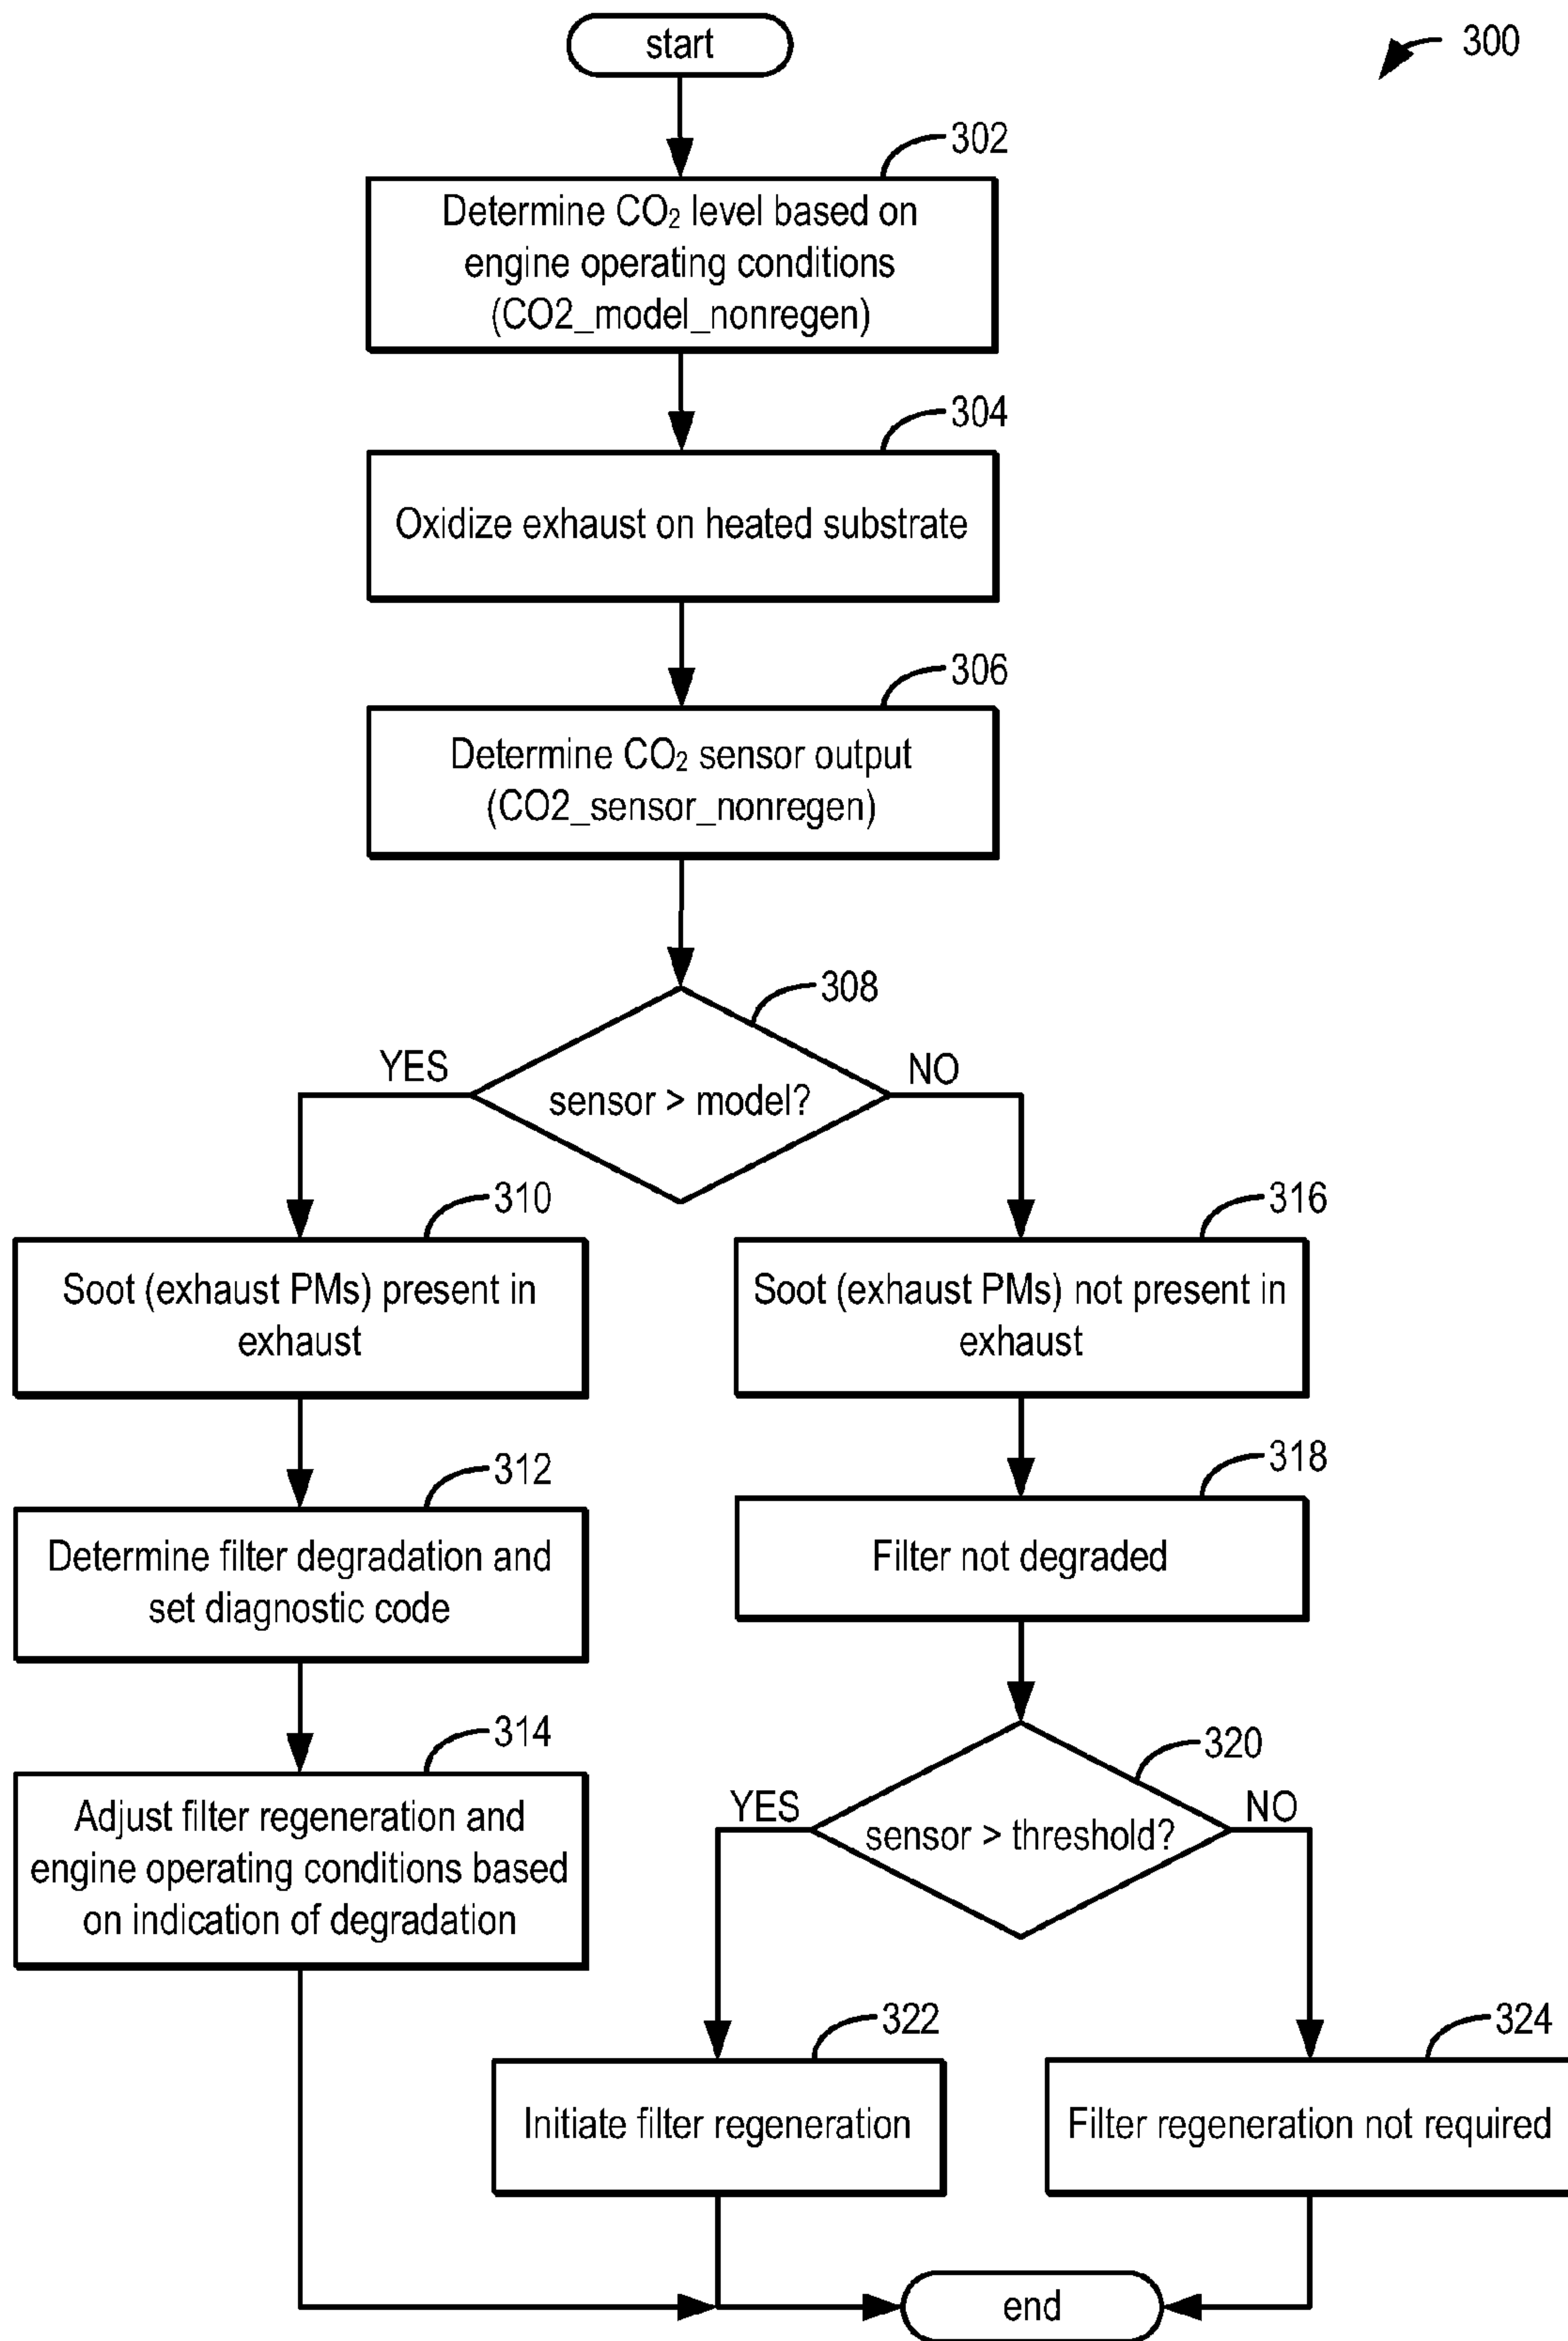 start
300
302
Determine CO₂ level based on
engine operating conditions
(CO2_model_nonregen)
304
Oxidize exhaust on heated substrate
306
Determine CO₂ sensor output
(CO2_sensor_nonregen)
308
sensor > model?
YES
NO
310
Soot (exhaust PMs) present in
exhaust
316
Soot (exhaust PMs) not present in
exhaust
312
Determine filter degradation and
set diagnostic code
318
Filter not degraded
314
Adjust filter regeneration and
engine operating conditions based
on indication of degradation
320
sensor > threshold?
YES
NO
322
Initiate filter regeneration
324
Filter regeneration not required
end